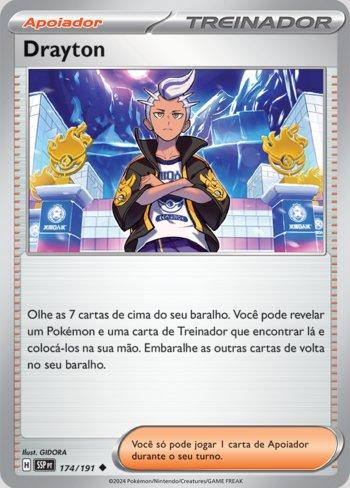 Apoiador
TREINADOR
Drayton
Olhe as 7 cartas de cima do seu baralho. Você pode revelar
um Pokémon e uma carta de Treinador que encontrar lá e
colocá-los na sua mão. Embaralhe as outras cartas de volta
no seu baralho.
Ilust. GIDORA
H SSP PT 174/191
Você só pode jogar 1 carta de Apoiador
durante o seu turno.
©2024 Pokémon/Nintendo/Creatures/GAME FREAK